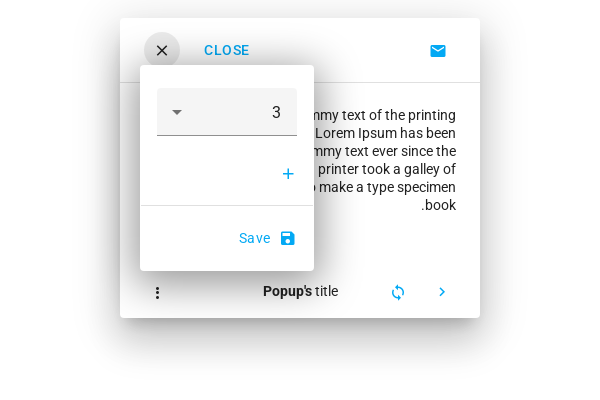 CLOSE
3
mmy text of the printing
Lorem Ipsum has been
mmy text ever since the
printer took a galley of
make a type specimen
.book
+
Save
Popup's title